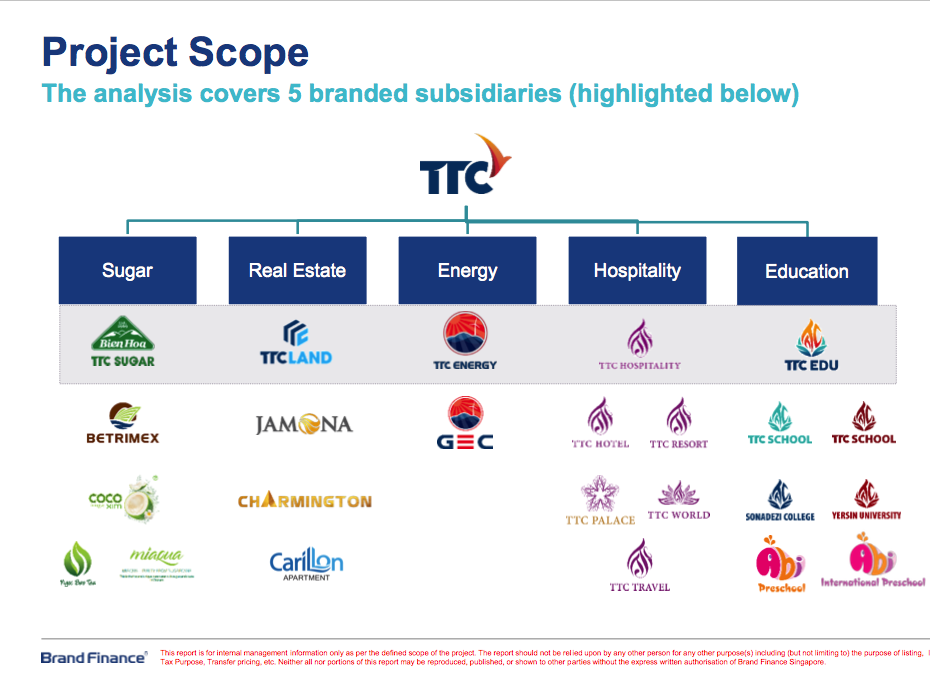 Project Scope
The analysis covers 5 branded subsidiaries (highlighted below)
TTC
Sugar
Real Estate
Energy
Hospitality
Education
Bien Hoa
TTC SUGAR
TTC LAND
TTC ENERGY
TTC HOSPITALITY
TTC EDU
BETRIMEX
JAMONA
GEC
TTC HOTEL
TTC RESORT
TTC SCHOOL
TTC SCHOOL
COCO
XIM
CHARMINGTON
TTC PALACE
TTC WORLD
SONADEZI COLLEGE
YERSIN UNIVERSITY
miaqua
Carillon
APARTMENT
TTC TRAVEL
Abi
Preschool
Abi
International Preschool
Brand Finance®
This report is for internal management information only as per the defined scope of the project. The report should not be relied upon by any other person for any other purpose(s) including (but not limiting to) the purpose of listing,
Tax Purpose, Transfer pricing, etc. Neither all nor portions of this report may be reproduced, published, or shown to other parties without the express written authorisation of Brand Finance Singapore.